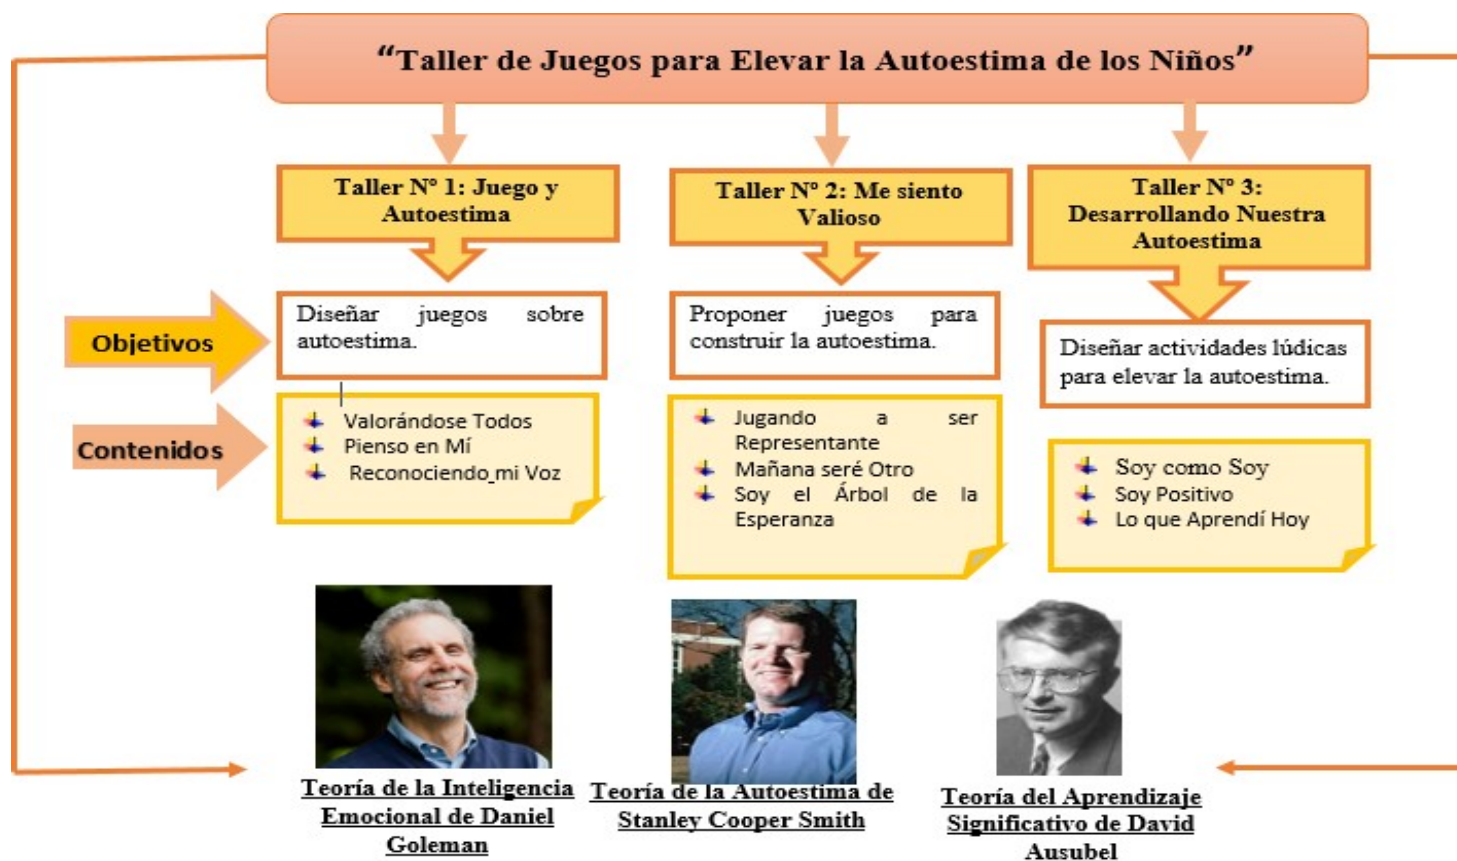 “Taller de Juegos para Elevar la Autoestima de los Niños”
Taller Nº 1: Juego y
Autoestima
Taller Nº 2: Me siento
Valioso
Taller Nº 3:
Desarrollando Nuestra
Autoestima
Objetivos
Diseñar juegos sobre
autoestima.
Proponer juegos para
construir la autoestima.
Diseñar actividades lúdicas
para elevar la autoestima.
Contenidos
Valorándose Todos
Pienso en Mí
Reconociendo_mi Voz
Jugando a ser
Representante
Mañana seré Otro
Soy el Árbol de la
Esperanza
Soy como Soy
Soy Positivo
Lo que Aprendí Hoy
Teoría de la Inteligencia
Emocional de Daniel
Goleman
Teoría de la Autoestima de
Stanley Cooper Smith
Teoría del Aprendizaje
Significativo de David
Ausubel